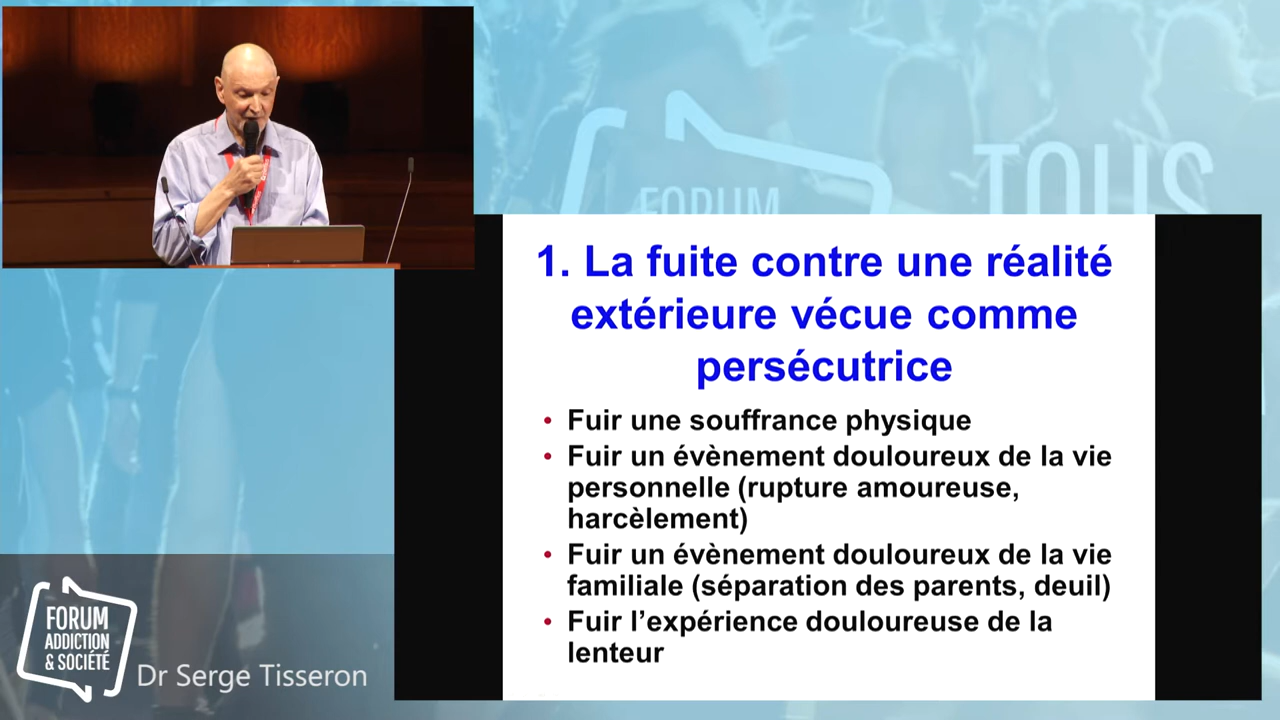 FORUM
TOUS
1. La fuite contre une réalité
extérieure vécue comme
persécutrice
• Fuir une souffrance physique
• Fuir un évènement douloureux de la vie
personnelle (rupture amoureuse,
harcèlement)
• Fuir un évènement douloureux de la vie
familiale (séparation des parents, deuil)
• Fuir l’expérience douloureuse de la
lenteur
FORUM
ADDICTION
& SOCIÉTÉ
Dr Serge Tisseron